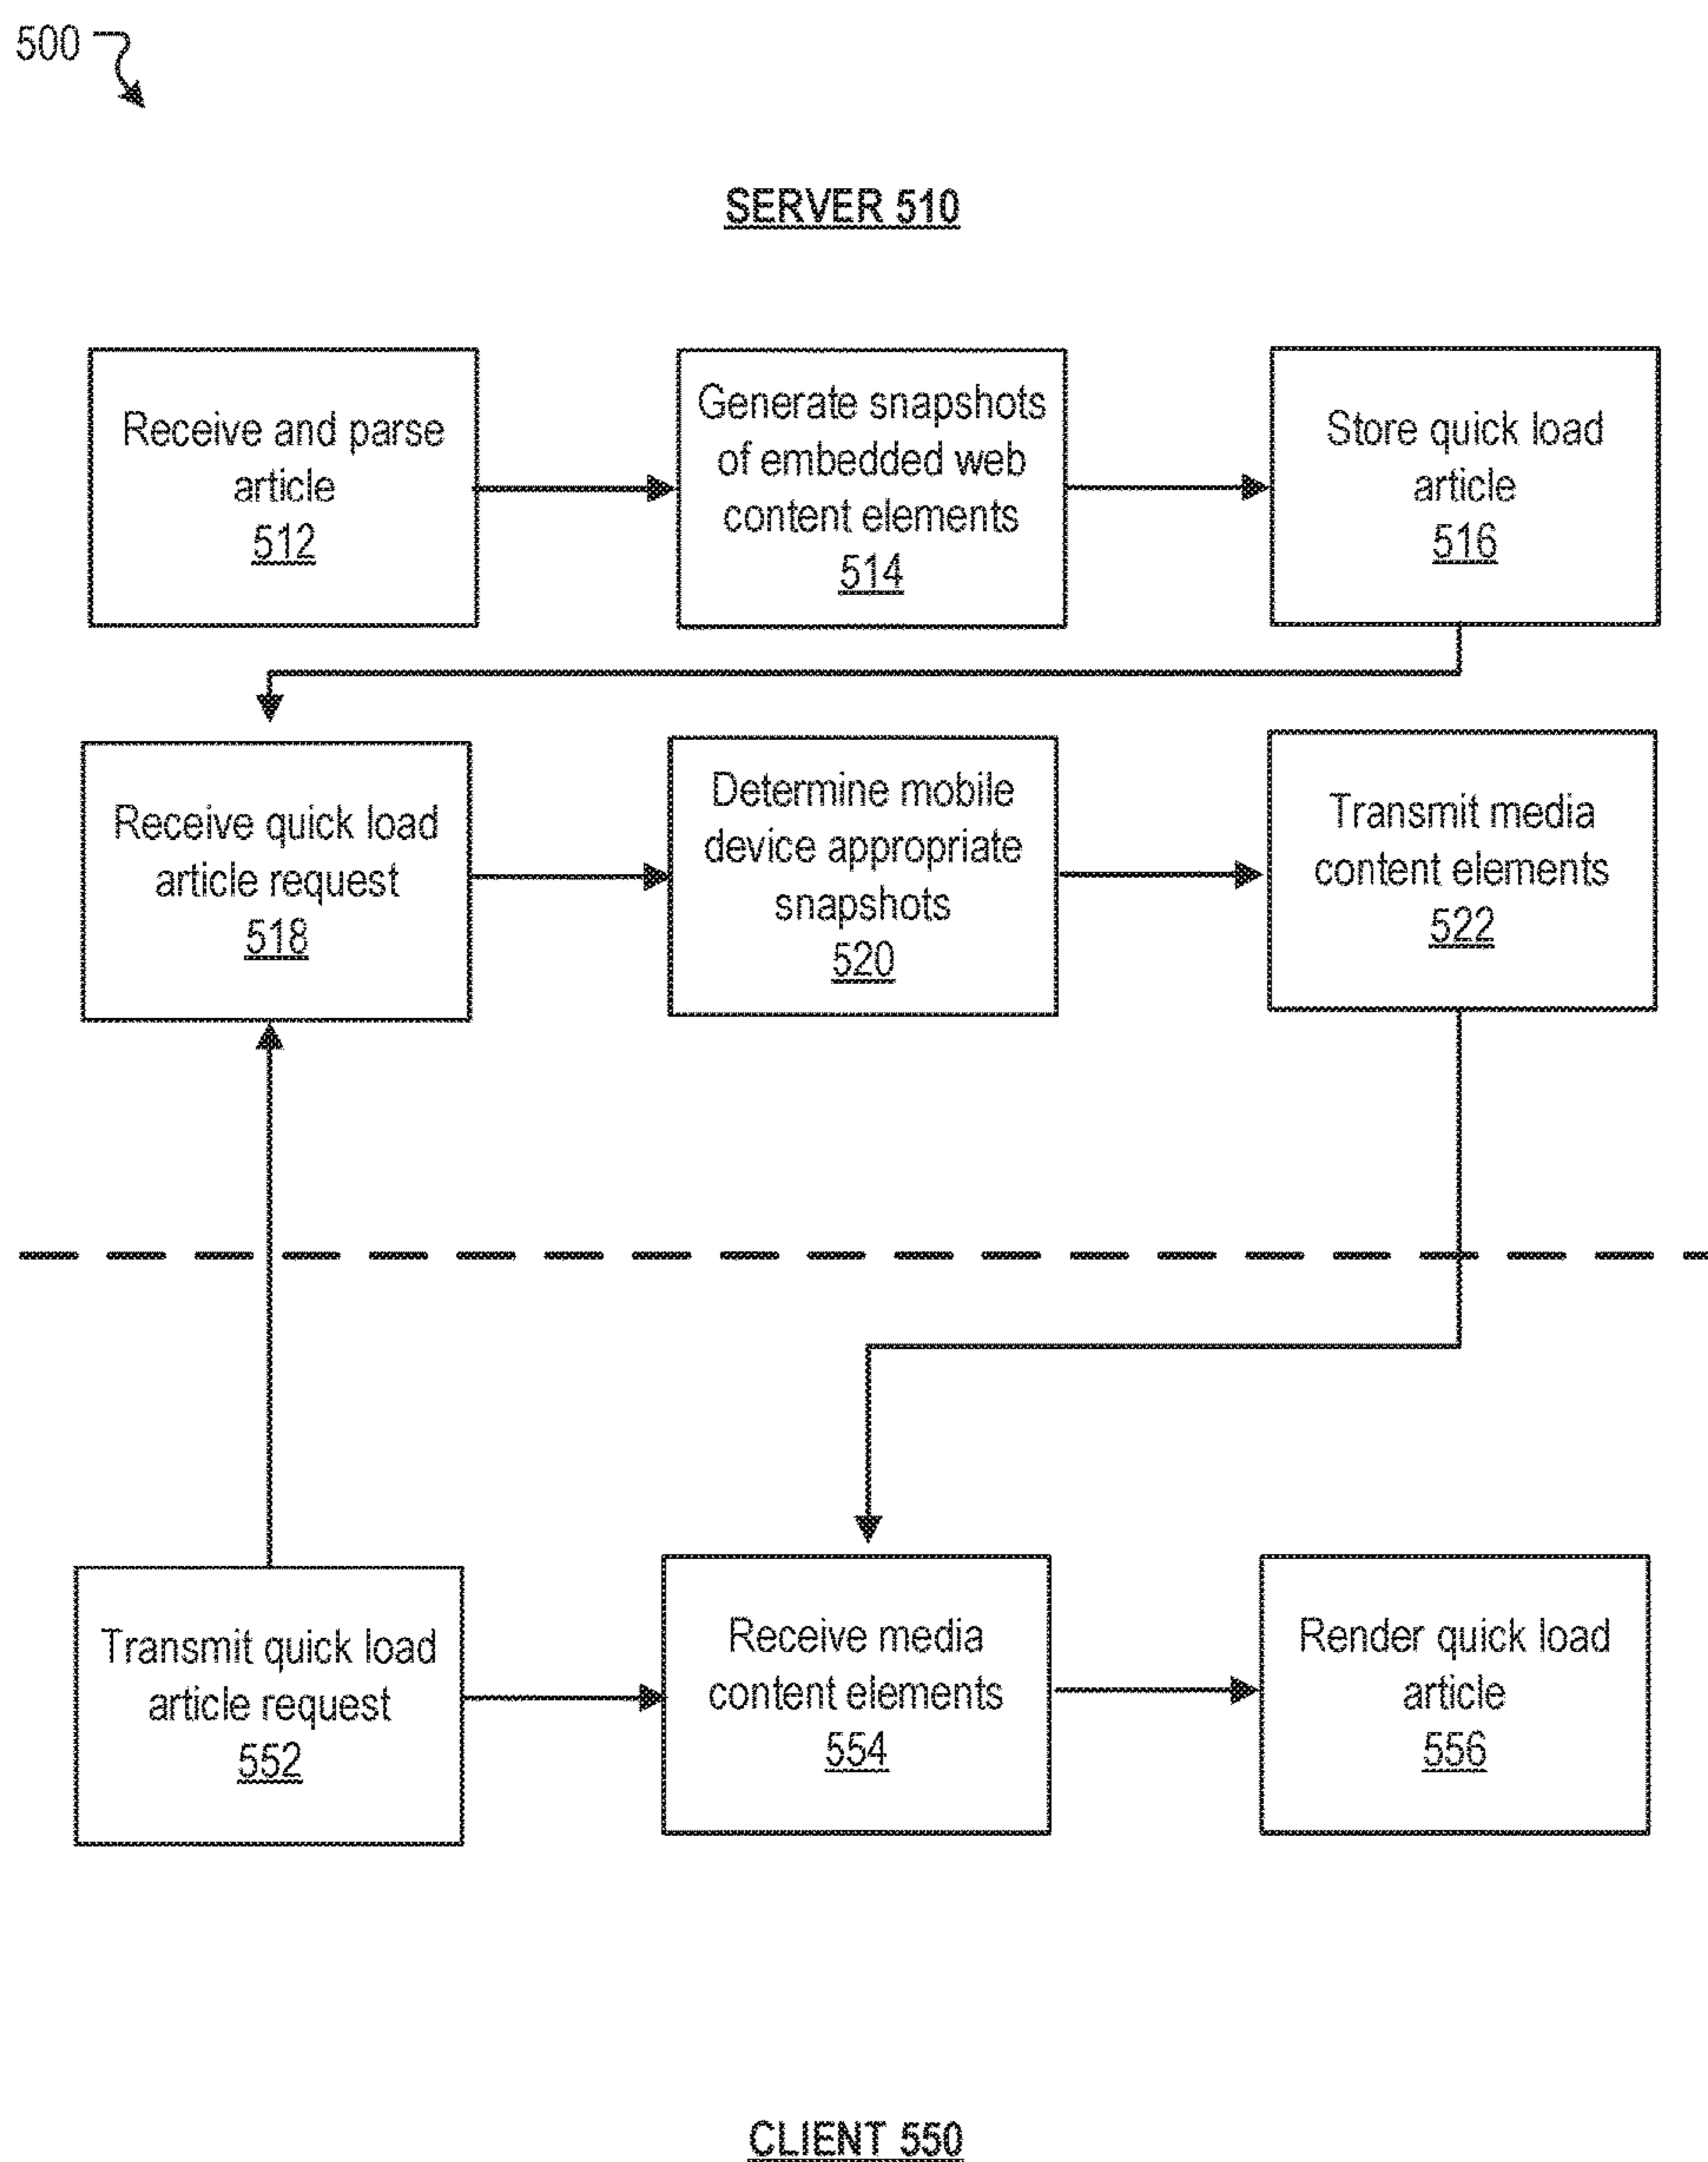 500
SERVER 510
Receive and parse
article
512
Generate snapshots
of embedded web
content elements
514
Store quick load
article
516
Receive quick load
article request
518
Determine mobile
device appropriate
snapshots
520
Transmit media
content elements
522
Transmit quick load
article request
552
Receive media
content elements
554
Render quick load
article
556
CLIENT 550